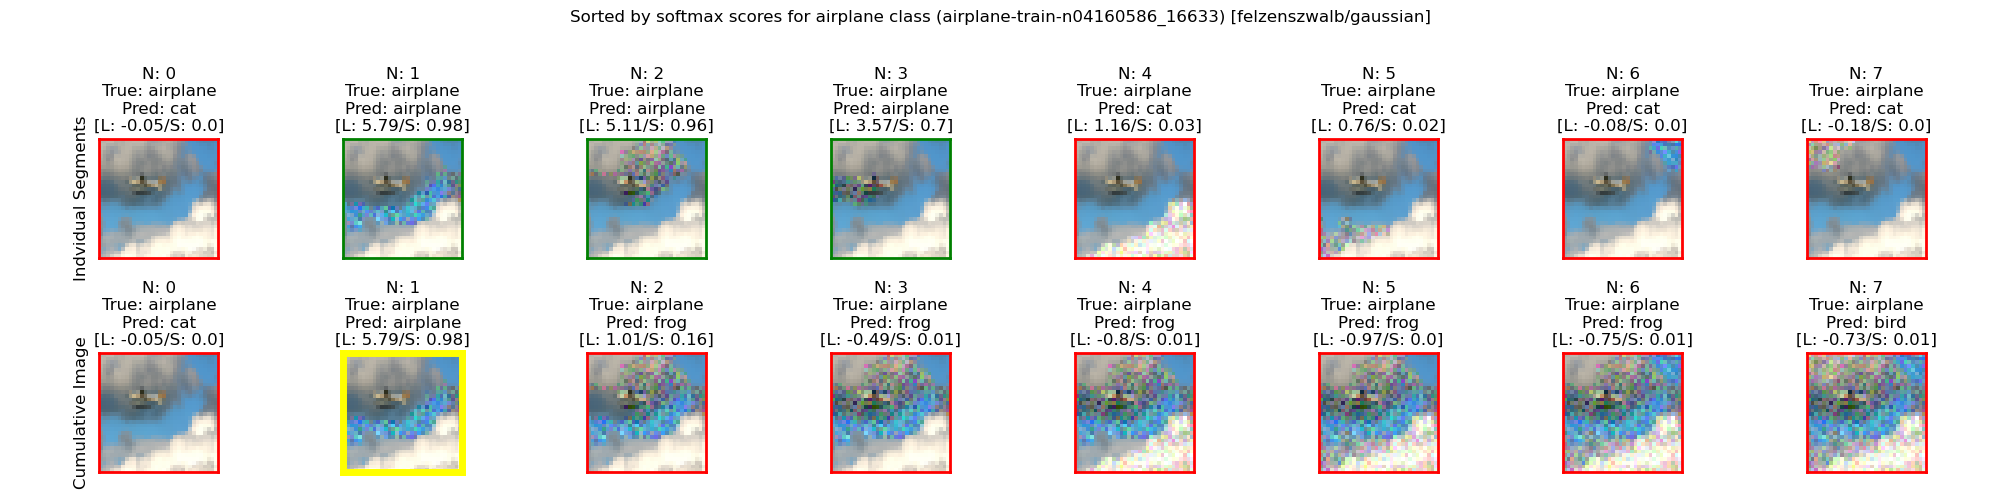 Sorted by softmax scores for airplane class (airplane-train-n04160586_16633) [felzenszwalb/gaussian]
Indvidual Segments
N: 0
True: airplane
Pred: cat
[L: -0.05/S: 0.0]
N: 1
True: airplane
Pred: airplane
[L: 5.79/S: 0.98]
N: 2
True: airplane
Pred: airplane
[L: 5.11/S: 0.96]
N: 3
True: airplane
Pred: airplane
[L: 3.57/S: 0.7]
N: 4
True: airplane
Pred: cat
[L: 1.16/S: 0.03]
N: 5
True: airplane
Pred: cat
[L: 0.76/S: 0.02]
N: 6
True: airplane
Pred: cat
[L: -0.08/S: 0.0]
N: 7
True: airplane
Pred: cat
[L: -0.18/S: 0.0]
Cumulative Image
N: 0
True: airplane
Pred: cat
[L: -0.05/S: 0.0]
N: 1
True: airplane
Pred: airplane
[L: 5.79/S: 0.98]
N: 2
True: airplane
Pred: frog
[L: 1.01/S: 0.16]
N: 3
True: airplane
Pred: frog
[L: -0.49/S: 0.01]
N: 4
True: airplane
Pred: frog
[L: -0.8/S: 0.01]
N: 5
True: airplane
Pred: frog
[L: -0.97/S: 0.0]
N: 6
True: airplane
Pred: frog
[L: -0.75/S: 0.01]
N: 7
True: airplane
Pred: bird
[L: -0.73/S: 0.01]